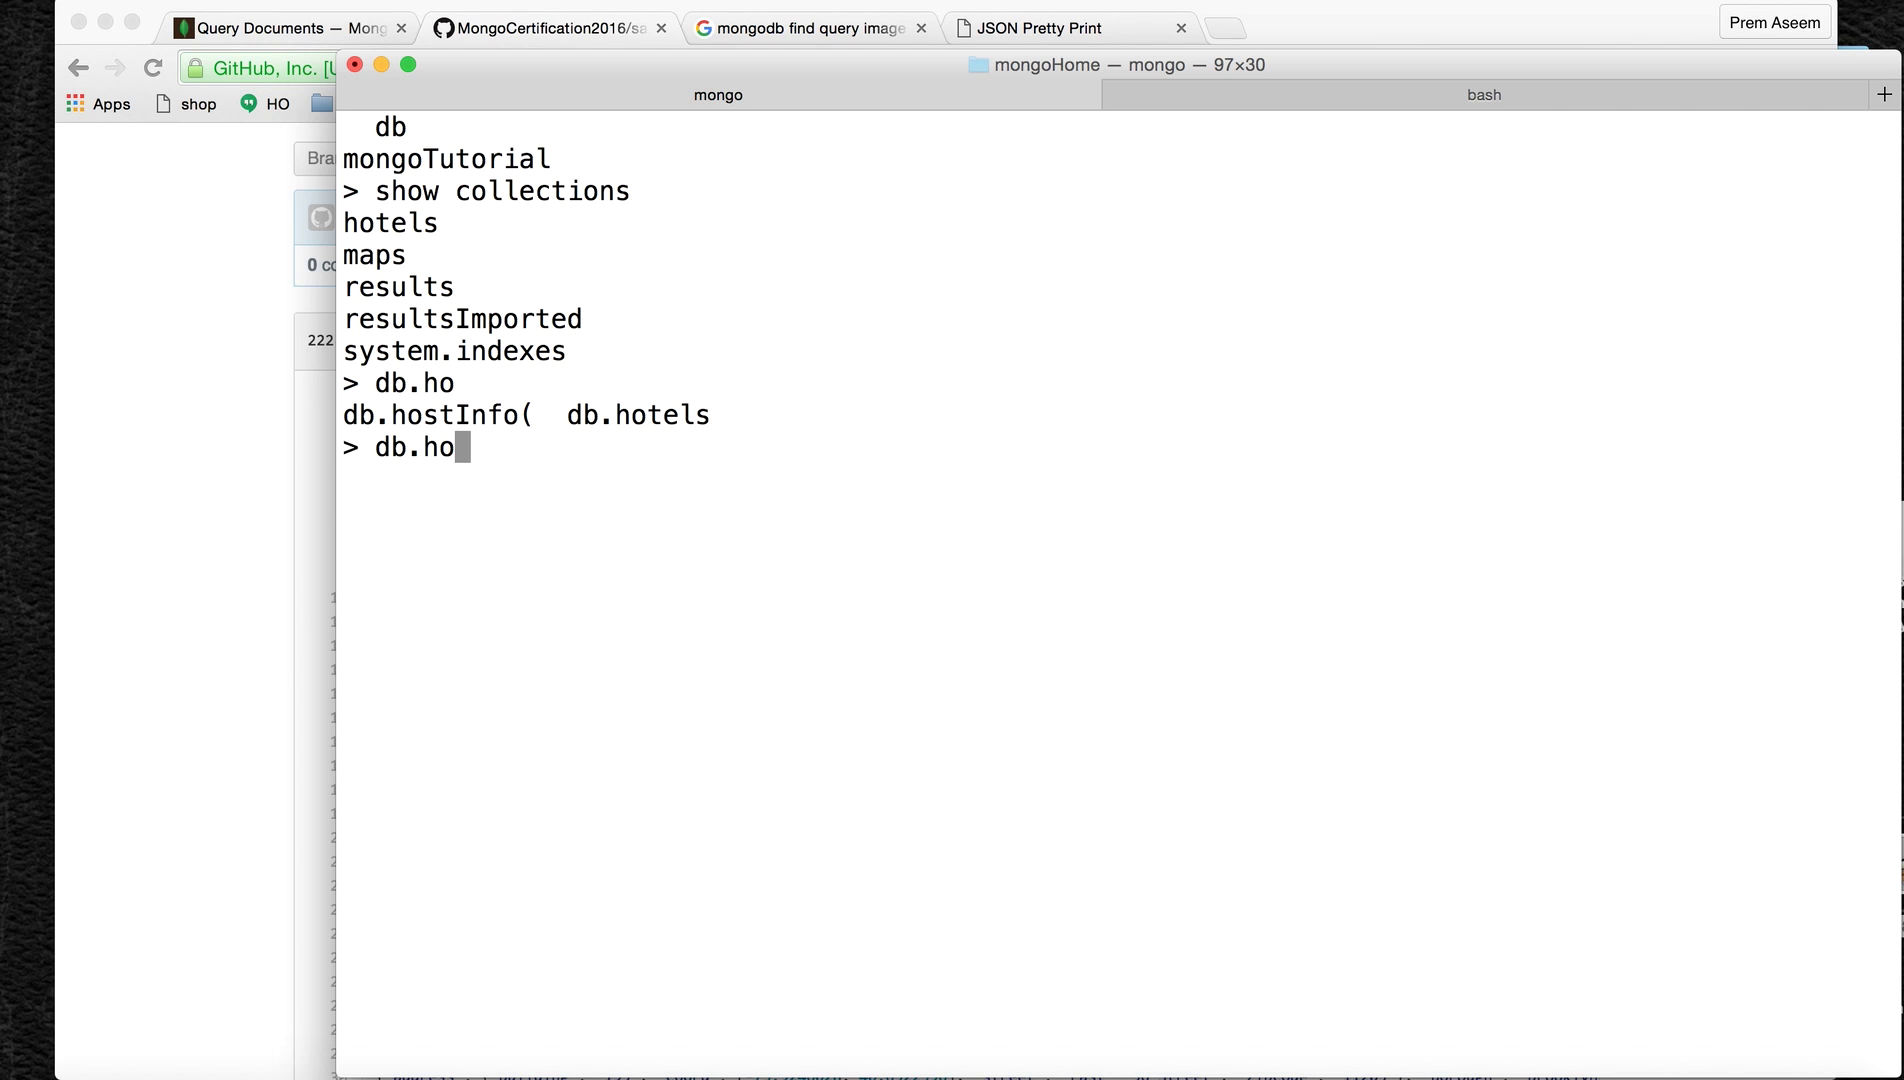 Query Documents — Mong
MongoCertification2016/sa
mongodb find query image
JSON Pretty Print
Prem Aseem
GitHub, Inc. [U
mongoHome — mongo — 97×30
Apps
shop
HO
mongo
bash
db
Bra
mongoTutorial
> show collections
hotels
0 co
maps
results
resultsImported
222
system.indexes
> db.ho
db.hostInfo(  db.hotels
> db.ho